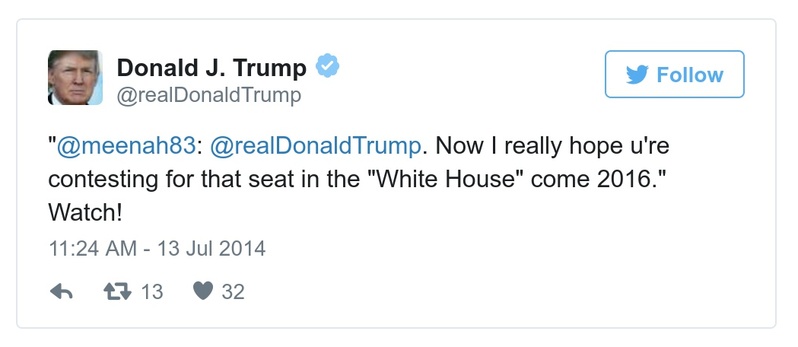 Donald J. Trump
@realDonaldTrump
Follow
"@meenah83: @realDonaldTrump. Now I really hope u're
contesting for that seat in the "White House" come 2016."
Watch!
11:24 AM - 13 Jul 2014
13 32